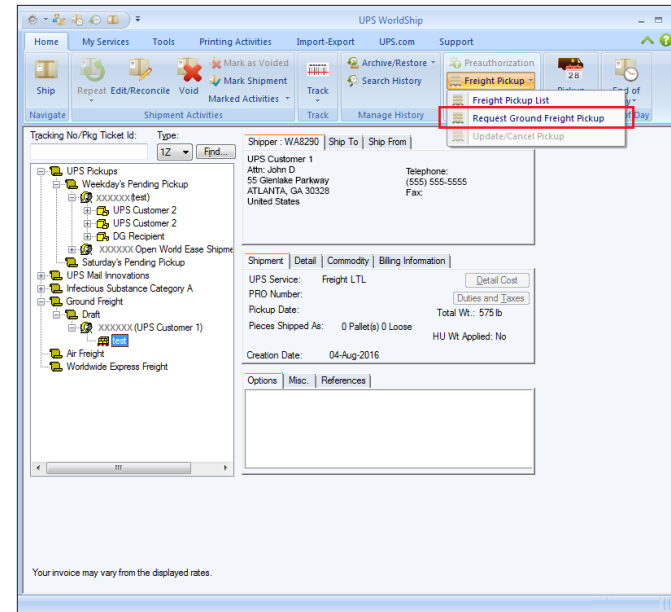 UPS WorldShip
Home My Services Tools Printing Activities Import-Export UPS.com Support
Ship
Repeat Edit/Reconcile Void
Mark as Voided
Mark Shipment
Marked Activities
Track
Archive/Restore
Search History
Preauthorization
Freight Pickup
28
Navigate Shipment Activities Track Manage History Day
Freight Pickup List
Request Ground Freight Pickup
Update/Cancel Pickup
Tracking No/Pkg Ticket Id: Type:
1Z Find...
UPS Pickups
Weekday's Pending Pickup
XXXXXX(test)
UPS Customer 2
UPS Customer 2
DG Recipient
XXXXXX Open World Ease Shipme
Saturday's Pending Pickup
UPS Mail Innovations
Infectious Substance Category A
Ground Freight
Draft
XXXXXX (UPS Customer 1)
test
Air Freight
Worldwide Express Freight
Shipper : WA8290 Ship To Ship From
UPS Customer 1
Attn: John D
55 Glenlake Parkway
ATLANTA, GA 30328
United States
Telephone:
(555) 555-5555
Fax:
Shipment Detail Commodity Billing Information
UPS Service: Freight LTL Detail Cost
PRO Number: Duties and Taxes
Pickup Date: Total Wt.: 575 lb
Pieces Shipped As: 0 Pallet(s) 0 Loose
HU Wt Applied: No
Creation Date: 04-Aug-2016
Options Misc. References
Your invoice may vary from the displayed rates.